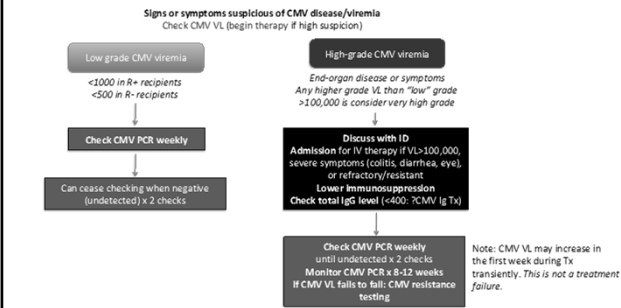 Signs or symptoms suspicious of CMV disease/viremia
Check CMV VL (begin therapy if high suspicion)
Low grade CMV viremia
<1000 in R+ recipients
<500 in R- recipients
Check CMV PCR weekly
Can cease checking when negative
(undetected) x 2 checks
High-grade CMV viremia
End-organ disease or symptoms
Any higher grade VL than “low” grade
>100,000 is consider very high grade
Discuss with ID
Admission for IV therapy if VL>100,000,
severe symptoms (colitis, diarrhea, eye),
or refractory/resistant
Lower immunosuppression
Check total IgG level (<400: ?CMV Ig Tx)
Check CMV PCR weekly
until undetected x 2 checks
Monitor CMV PCR x 8-12 weeks
If CMV VL fails to fall: CMV resistance
testing
Note: CMV VL may increase in
the first week during Tx
transiently. This is not a treatment
failure.